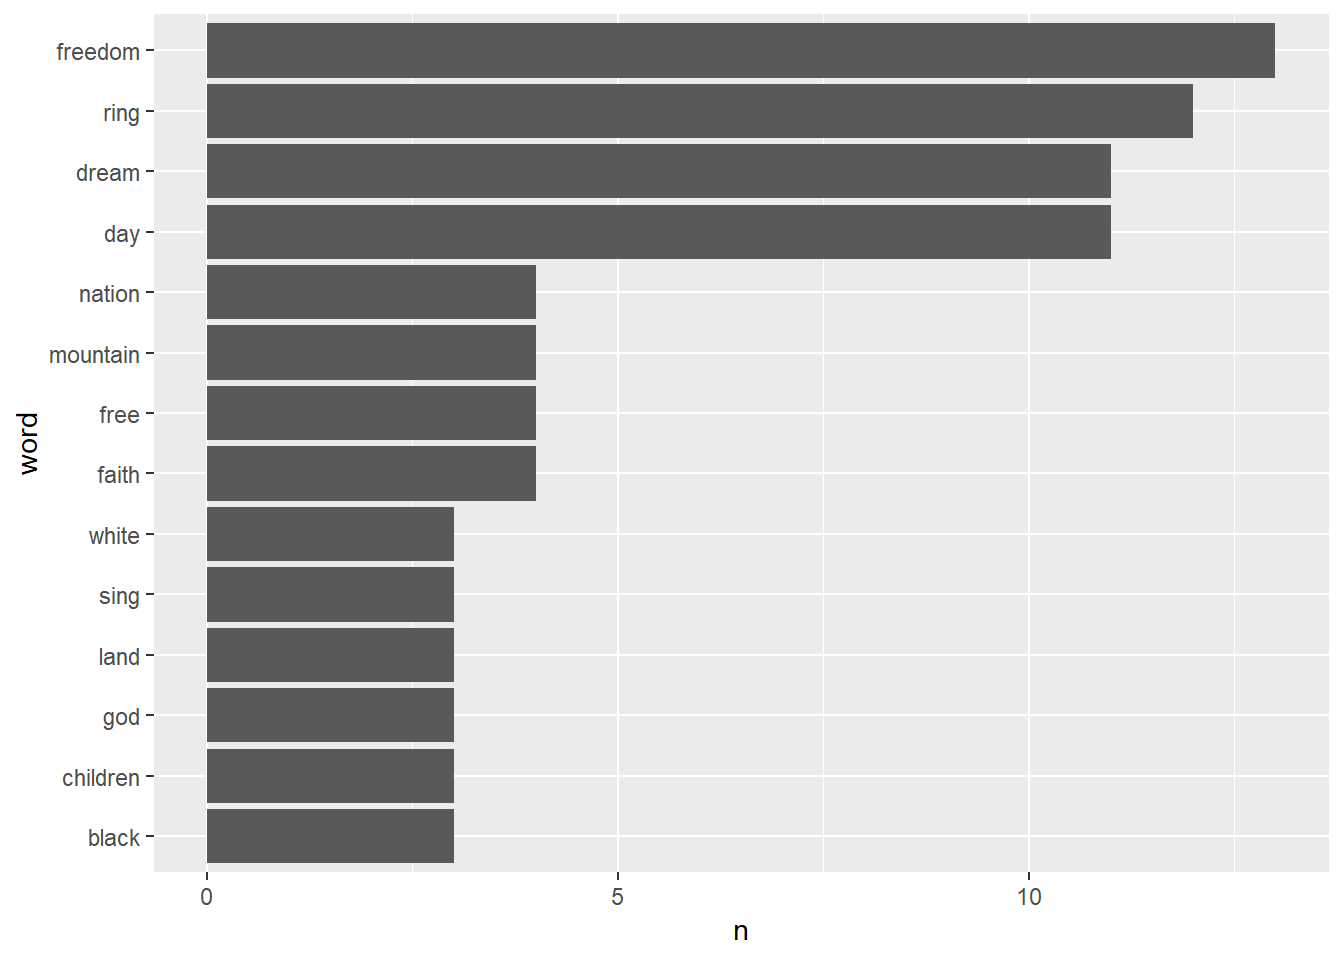 freedom
ring
dream
day
nation
mountain
free
faith
white
sing
land
god
children
black
word
0 5 10
n